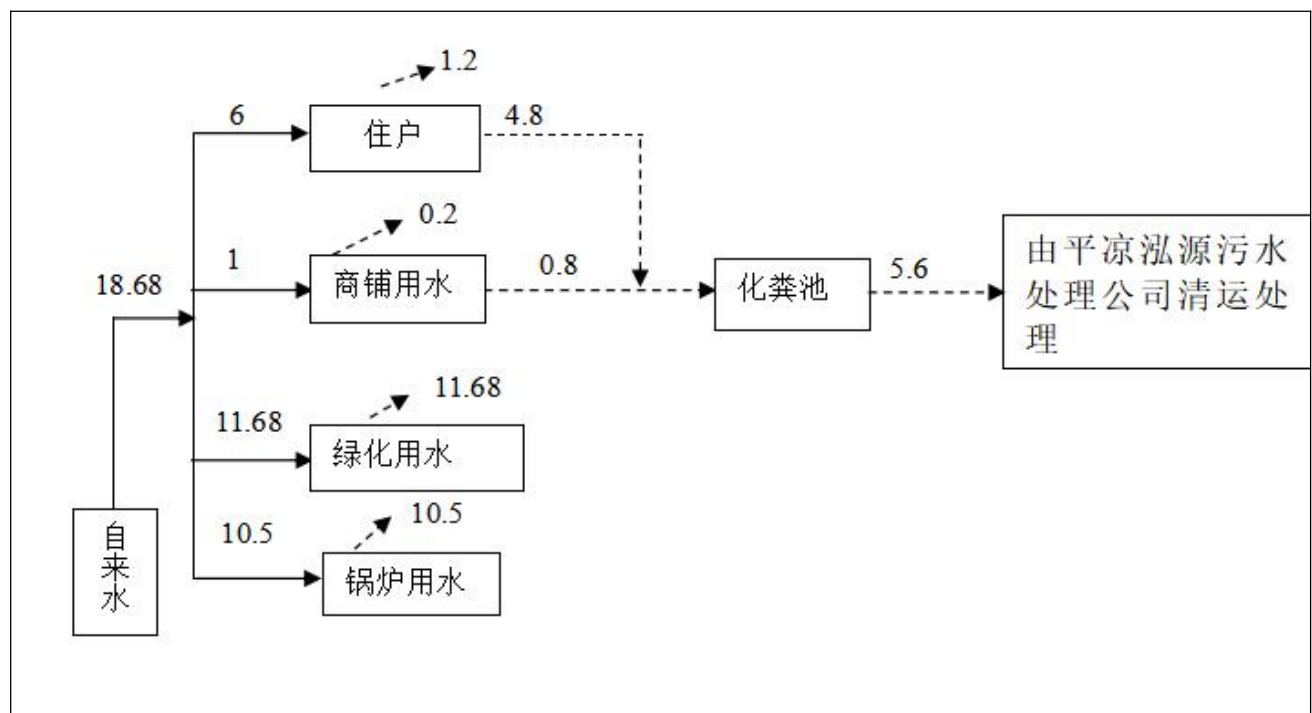 1.2
6
住户
4.8
0.2
1
商铺用水
0.8
化粪池
5.6
由平凉泓源污水
处理公司清运处
理
18.68
11.68
11.68
绿化用水
10.5
10.5
锅炉用水
自
来
水